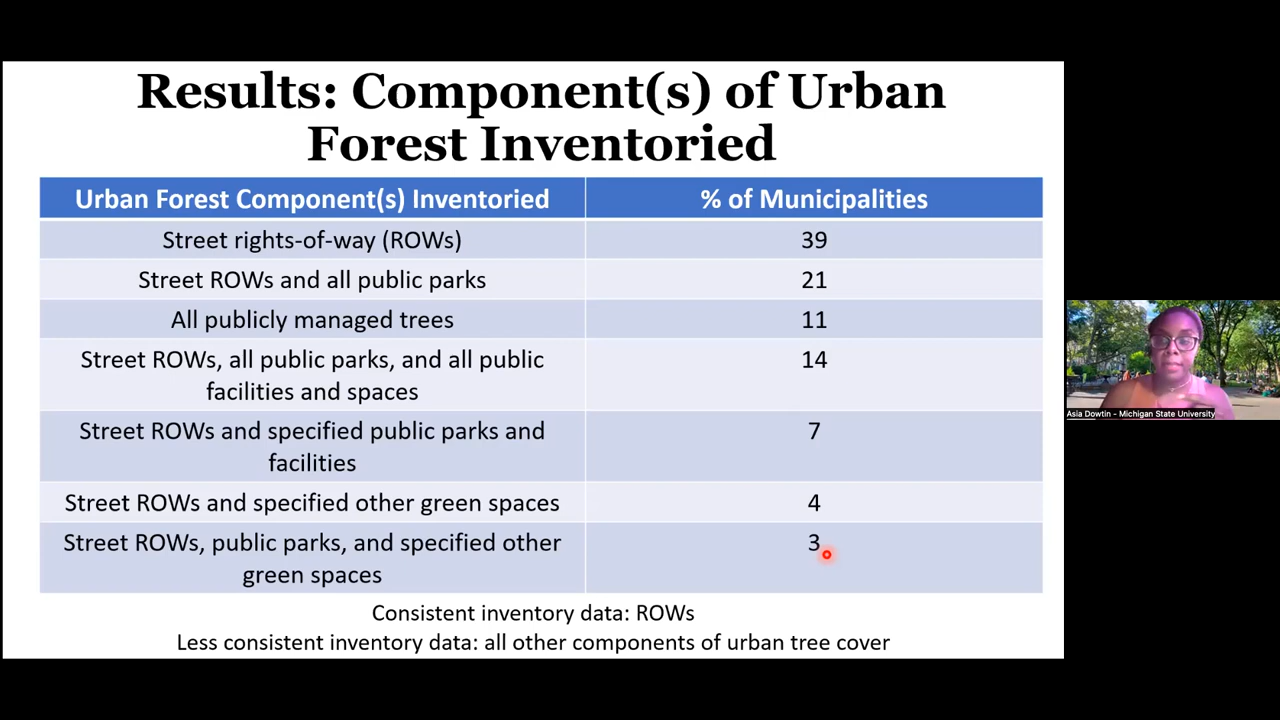 Results: Component(s) of Urban
Forest Inventoried
Urban Forest Component(s) Inventoried
% of Municipalities
Street rights-of-way (ROWs)
39
Street ROWs and all public parks
21
All publicly managed trees
11
Street ROWs, all public parks, and all public
facilities and spaces
14
Street ROWs and specified public parks and
facilities
7
Street ROWs and specified other green spaces
4
Street ROWs, public parks, and specified other
green spaces
3
Consistent inventory data: ROWs
Less consistent inventory data: all other components of urban tree cover
Asia Dowtin - Michigan State University